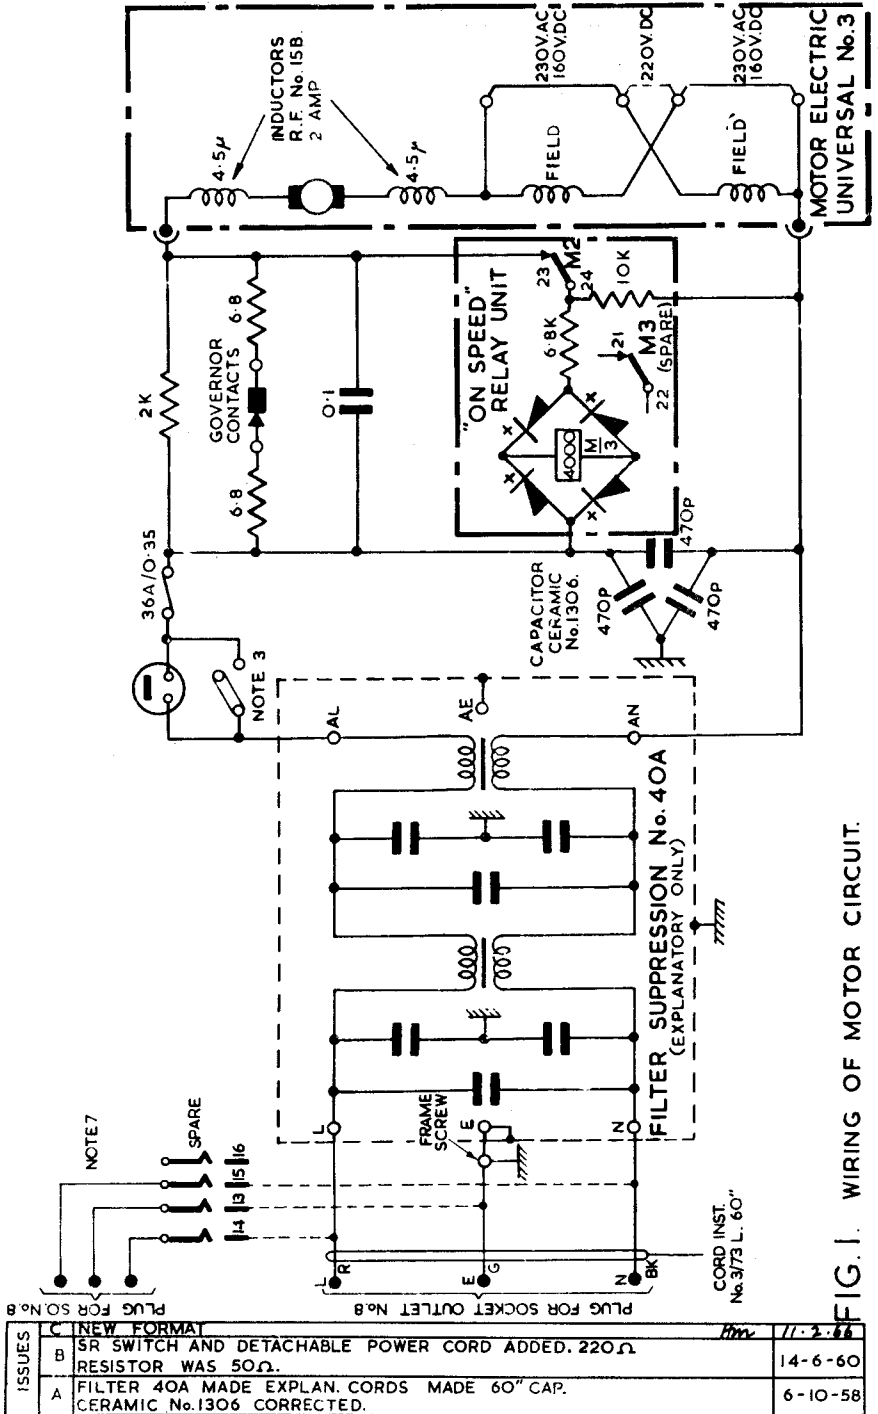 INDUCTORS
R.F. No.15B.
2 AMP
4.5µ
4.5µ
FIELD
FIELD
230V.AC
160V.DC
220V.DC
230V.AC
160V.DC
MOTOR ELECTRIC
UNIVERSAL No.3
2K
6.8
GOVERNOR
CONTACTS
6.8
0.1
"ON SPEED"
RELAY UNIT
23
M2
24
10K
6.8K
21
M3
(SPARE)
22
4000
M
3
x
x
x
x
36A/0.35
NOTE 3
CAPACITOR
CERAMIC
No.1306.
470P
470P
470P
AL
AE
AN
FILTER SUPPRESSION No. 40A
(EXPLANATORY ONLY)
L
E
N
FRAME
SCREW
NOTE 7
SPARE
16
15
13
14
PLUG FOR S.O. No.8
L
R
E
G
N
BK
PLUG FOR SOCKET OUTLET No.8
CORD INST.
No.3/73 L. 60"
FIG. 1. WIRING OF MOTOR CIRCUIT.
ISSUES
C NEW FORMAT 11.2.66
B SR SWITCH AND DETACHABLE POWER CORD ADDED. 220Ω
RESISTOR WAS 50Ω. 14-6-60
A FILTER 40A MADE EXPLAN. CORDS MADE 60" CAP.
CERAMIC No.1306 CORRECTED. 6-10-58